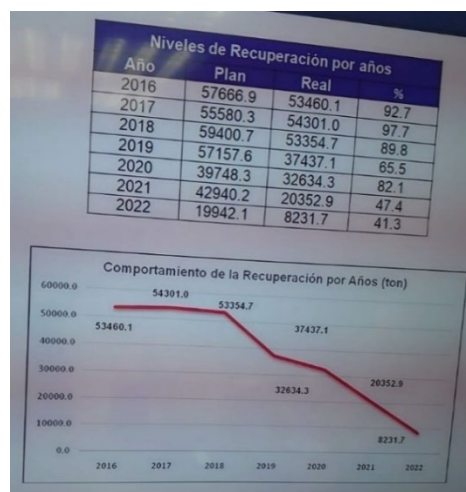 Niveles de Recuperación por años
Año Plan Real %
2016 57666.9 53460.1 92.7
2017 55580.3 54301.0 97.7
2018 59400.7 53354.7 89.8
2019 57157.6 37437.1 65.5
2020 39748.3 32634.3 82.1
2021 42940.2 20352.9 47.4
2022 19942.1 8231.7 41.3
Comportamiento de la Recuperación por Años (ton)
60000.0
54301.0
53354.7
50000.0
53460.1
37437.1
40000.0
30000.0
32634.3
20352.9
20000.0
10000.0
8231.7
0.0
2016 2017 2018 2019 2020 2021 2022